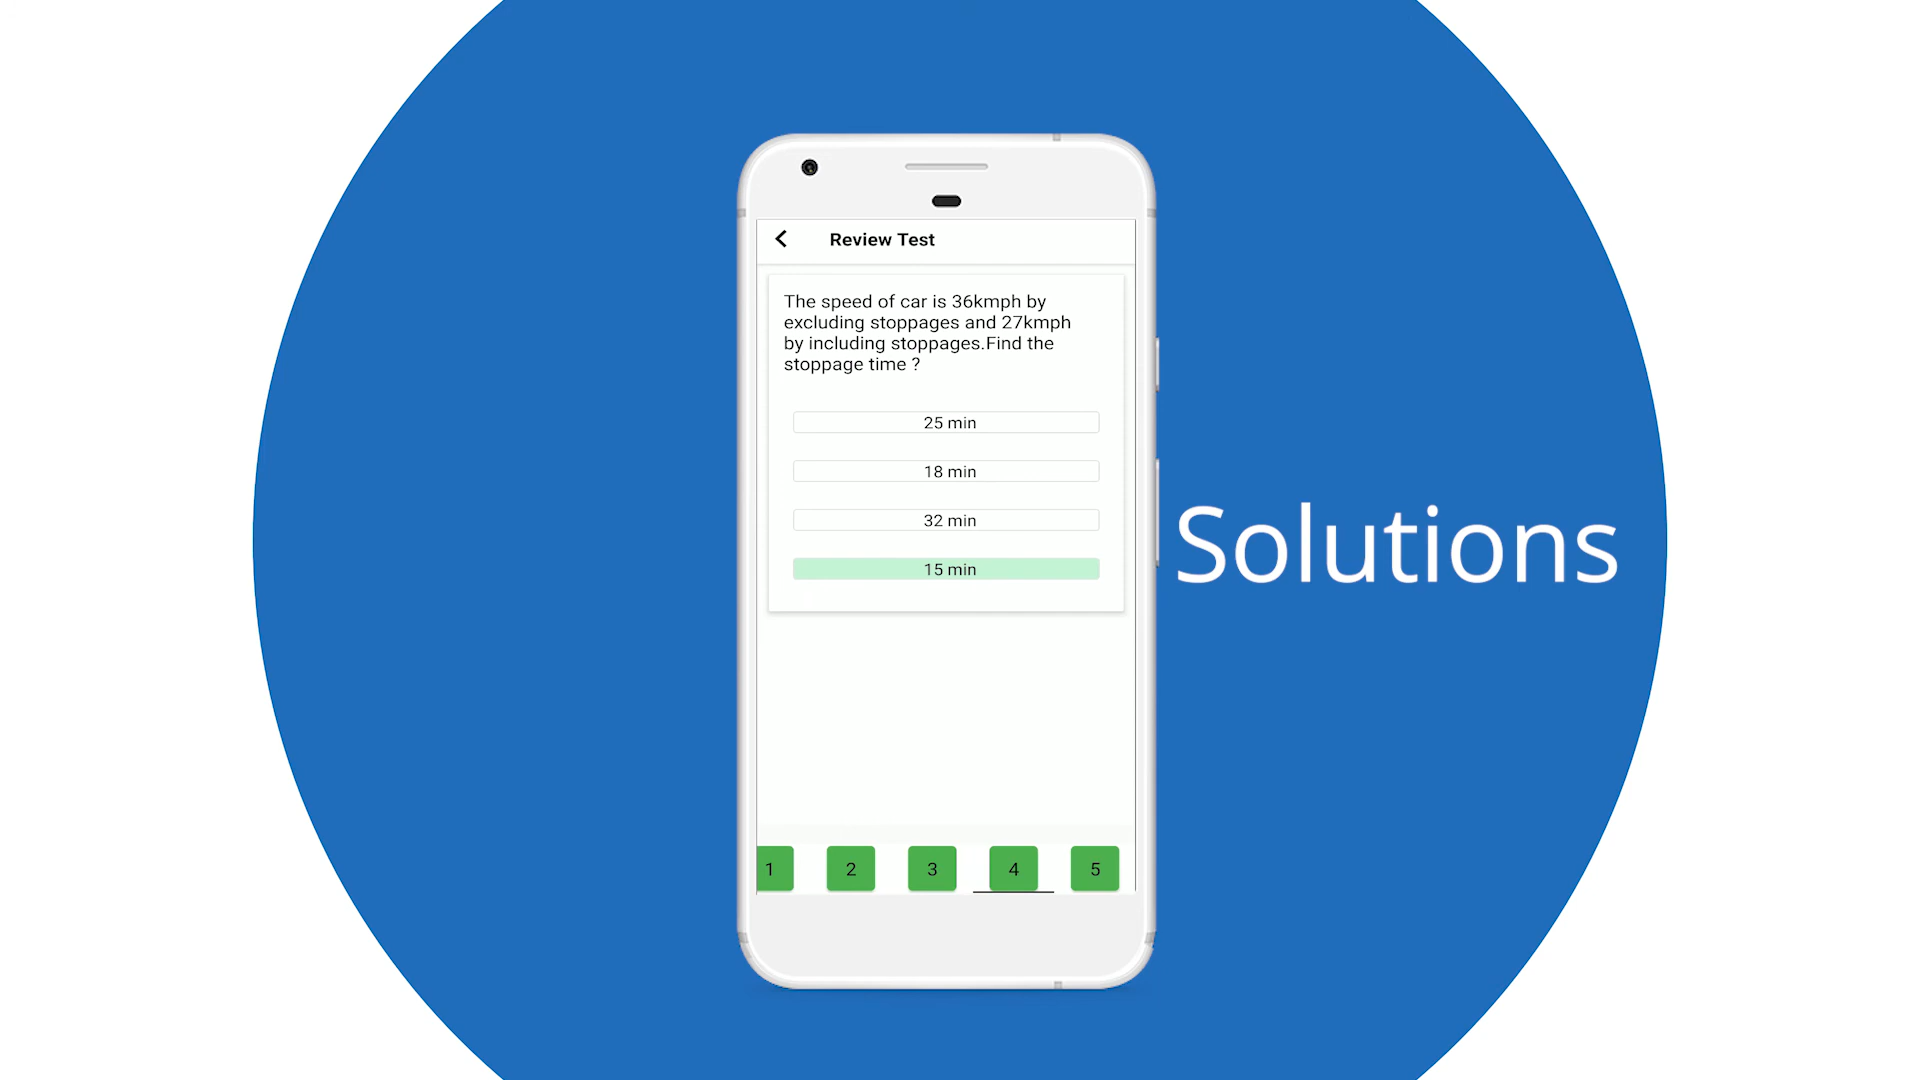 Review Test
The speed of car is 36kmph by
excluding stoppages and 27kmph
by including stoppages.Find the
stoppage time ?
25 min
18 min
32 min
15 min
Solutions
1 2 3 4 5